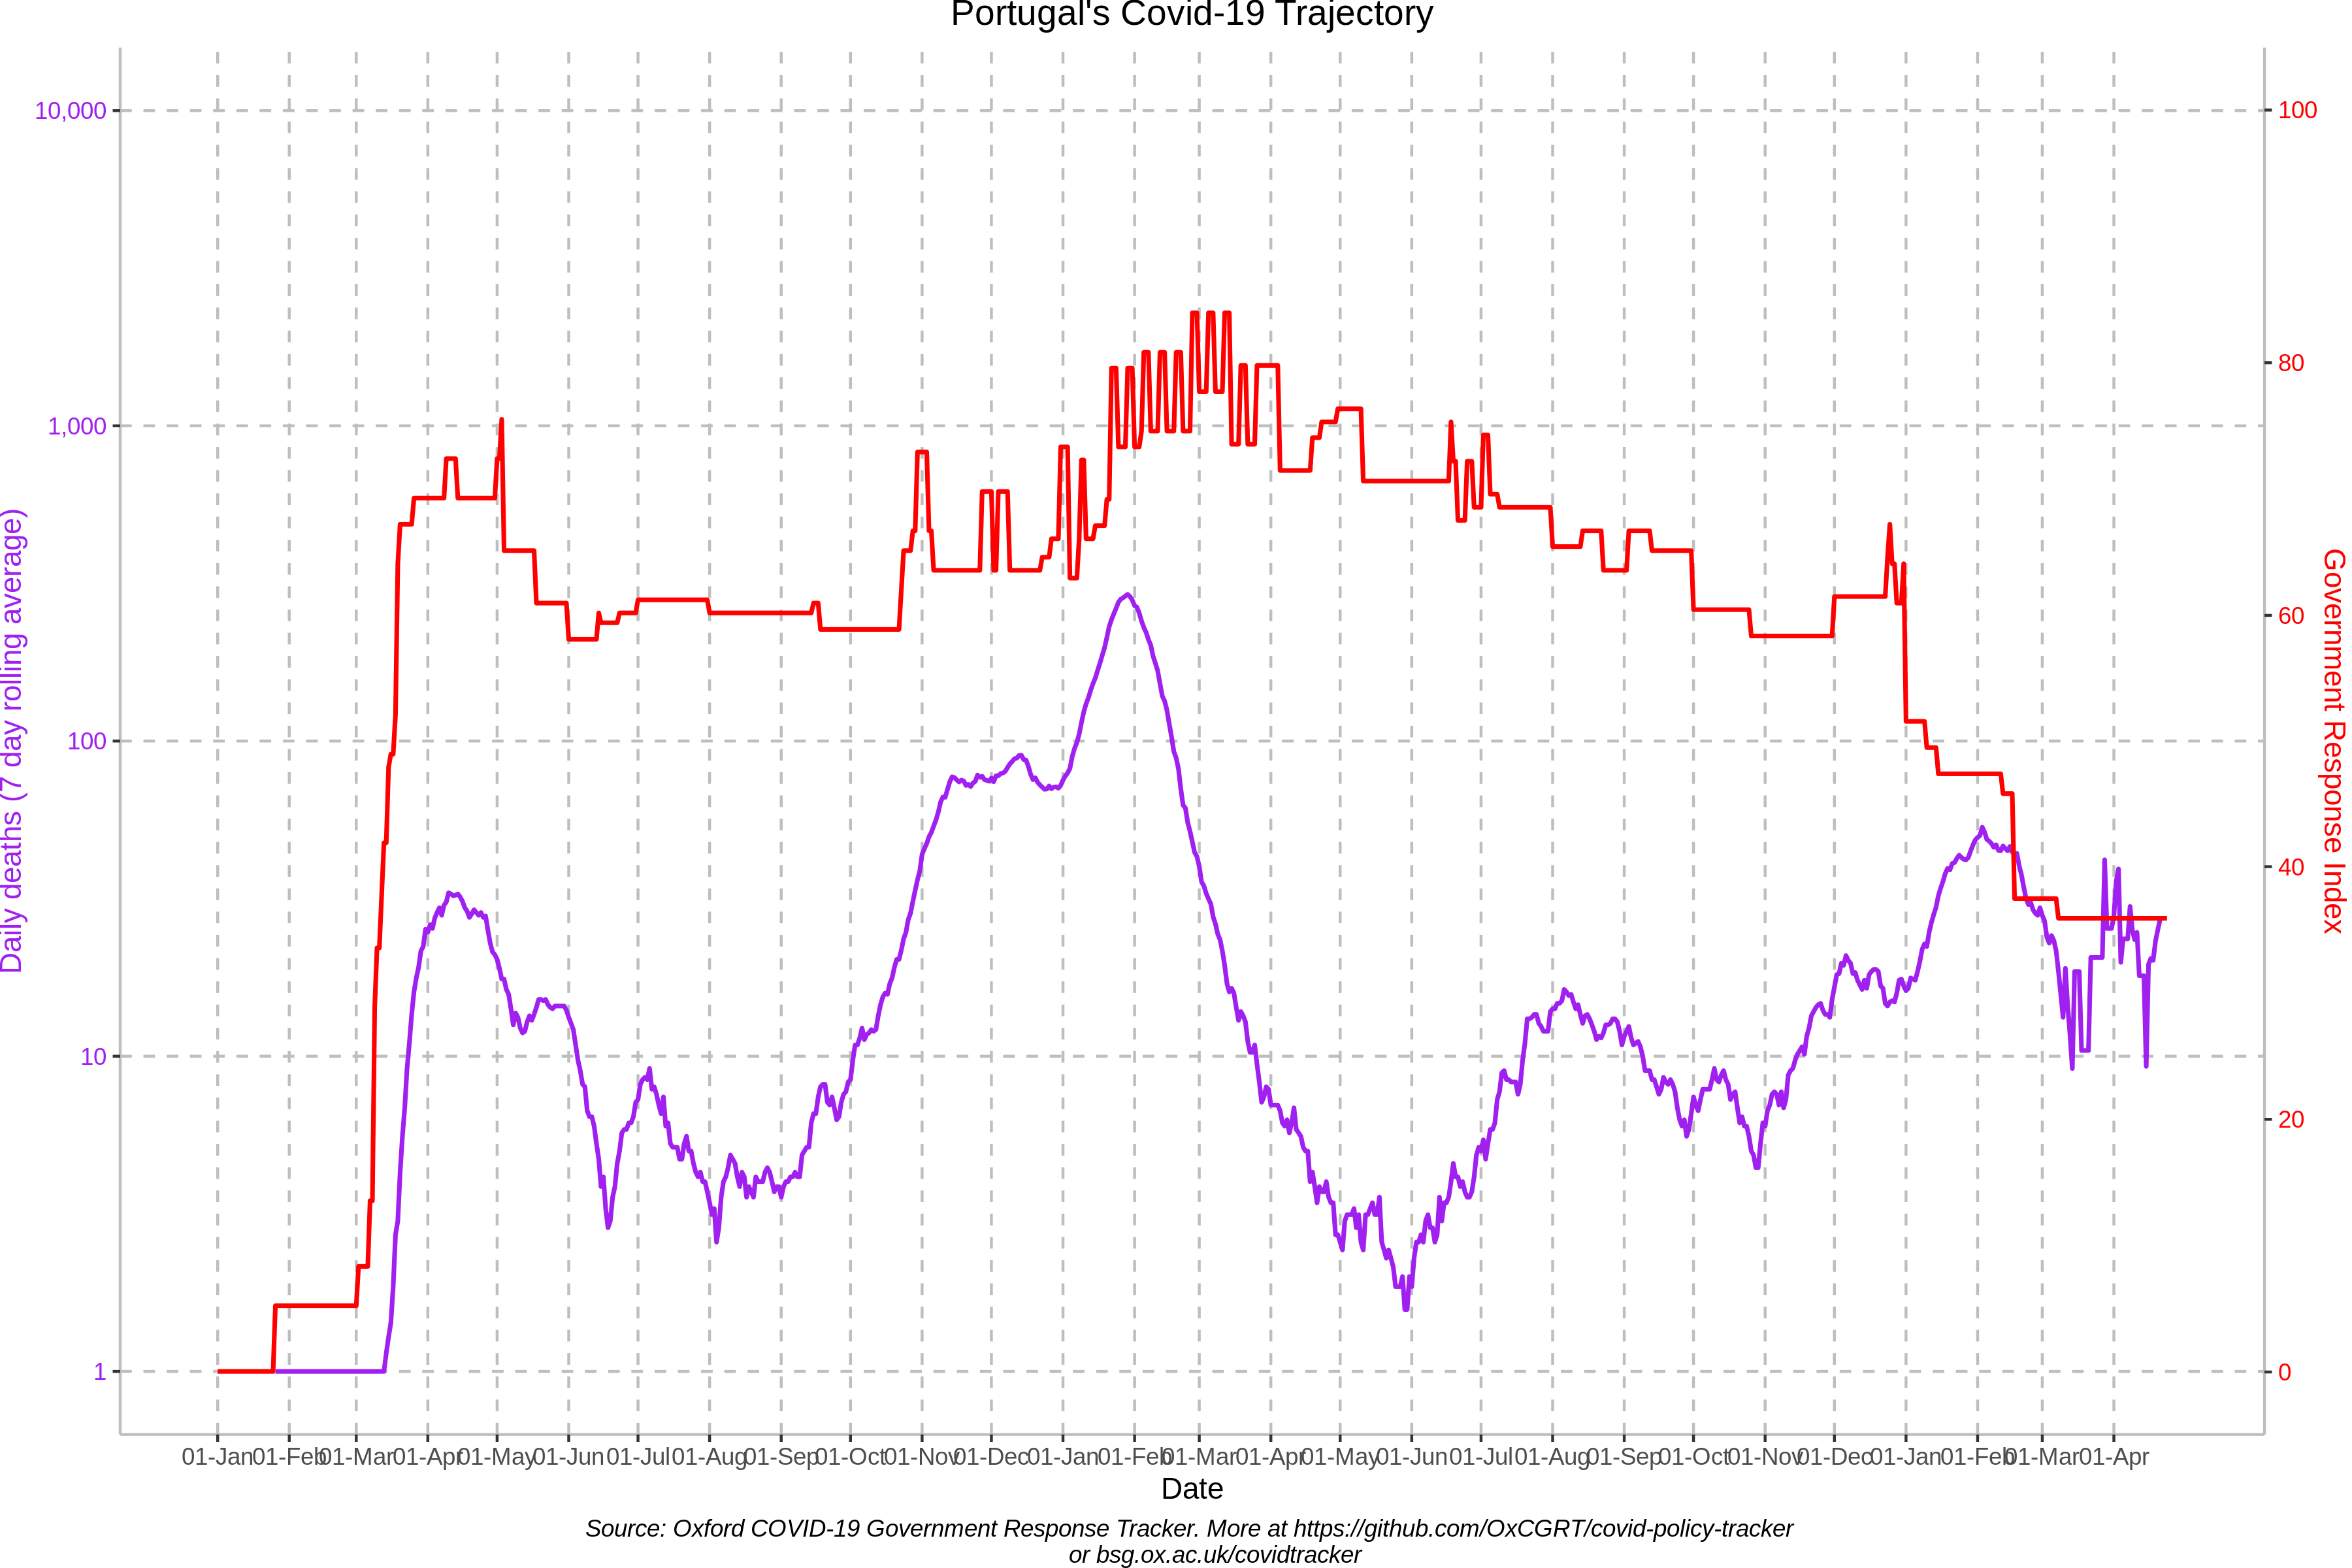 Portugal's Covid-19 Trajectory
10,000
1,000
100
10
1
Daily deaths (7 day rolling average)
100
80
60
40
20
0
Government Response Index
01-Jan 01-Feb 01-Mar 01-Apr 01-May 01-Jun 01-Jul 01-Aug 01-Sep 01-Oct 01-Nov 01-Dec 01-Jan 01-Feb 01-Mar 01-Apr 01-May 01-Jun 01-Jul 01-Aug 01-Sep 01-Oct 01-Nov 01-Dec 01-Jan 01-Feb 01-Mar 01-Apr
Date
Source: Oxford COVID-19 Government Response Tracker. More at https://github.com/OxCGRT/covid-policy-tracker
or bsg.ox.ac.uk/covidtracker